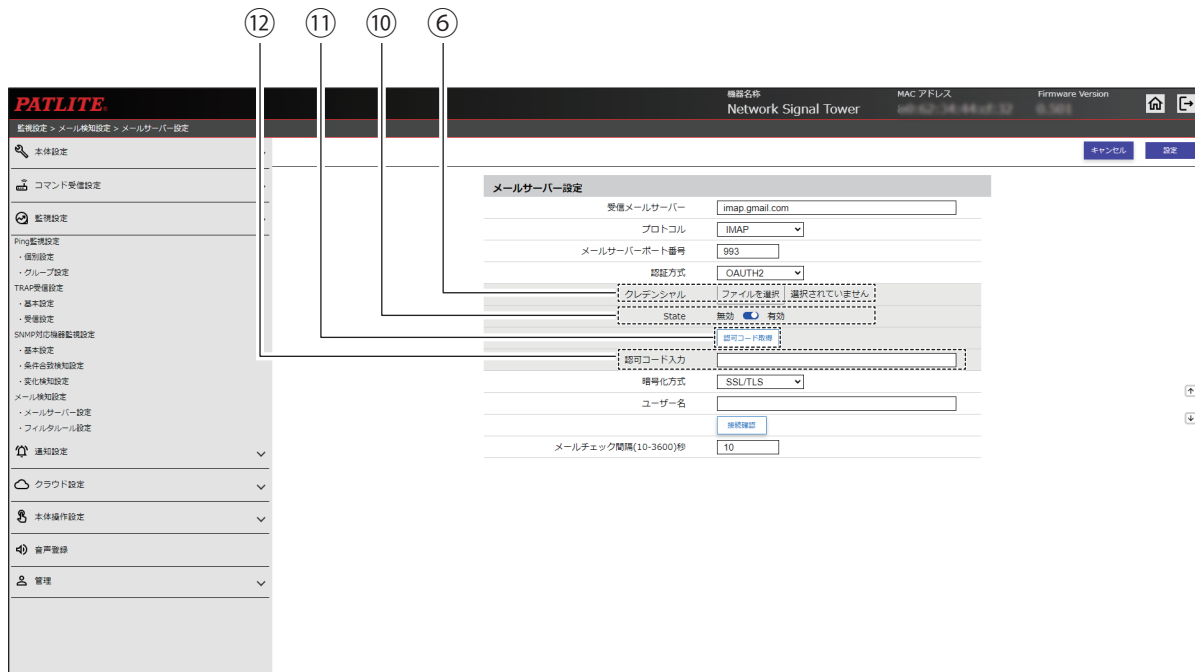 ⑫ ⑪ ⑩ ⑥
PATLITE
機器名称
Network Signal Tower
MAC アドレス
Firmware Version
監視設定 > メール検知設定 > メールサーバー設定
キャンセル 設定
本体設定
コマンド受信設定
監視設定
Ping監視設定
・個別設定
・グループ設定
TRAP受信設定
・基本設定
・受信設定
SNMP対応機器監視設定
・基本設定
・条件合致検知設定
・変化検知設定
メール検知設定
・メールサーバー設定
・フィルタルール設定
通知設定
クラウド設定
本体操作設定
音声登録
管理
メールサーバー設定
受信メールサーバー imap.gmail.com
プロトコル IMAP
メールサーバーポート番号 993
認証方式 OAUTH2
クレデンシャル ファイルを選択 選択されていません
State 無効 有効
認可コード取得
認可コード入力
暗号化方式 SSL/TLS
ユーザー名
接続確認
メールチェック間隔(10-3600)秒 10